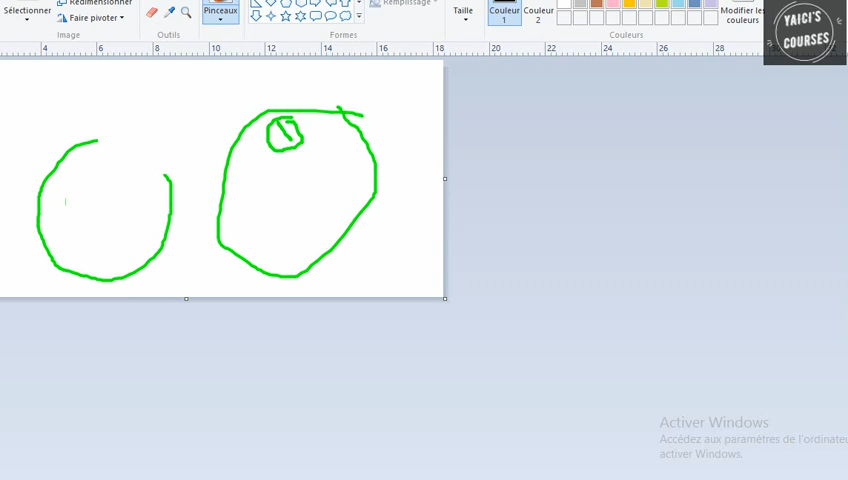 Sélectionner
Redimensionner
Faire pivoter
Image
Outils
Pinceaux
Formes
Remplissage
Taille
Couleur
1
Couleur
2
Modifier les
couleurs
Couleurs
4 6 8 10 12 14 16 18 20 22 24 26 28
YAICI'S
COURSES
Activer Windows
Accédez aux paramètres de l'ordinateu
activer Windows.